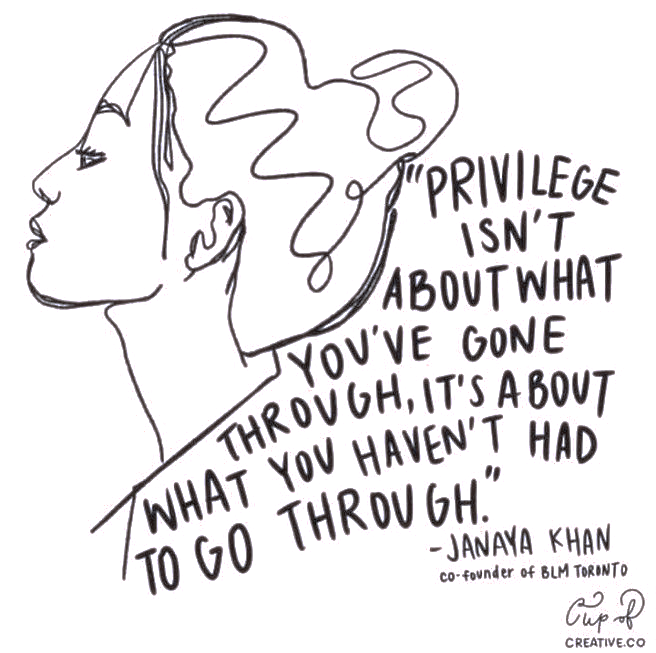 "PRIVILEGE
ISN'T
ABOUT WHAT
YOU'VE GONE
THROUGH, IT'S ABOUT
WHAT YOU HAVEN'T HAD
TO GO THROUGH."
-JANAYA KHAN
co-founder of BLM TORONTO
Cup of
CREATIVE.CO